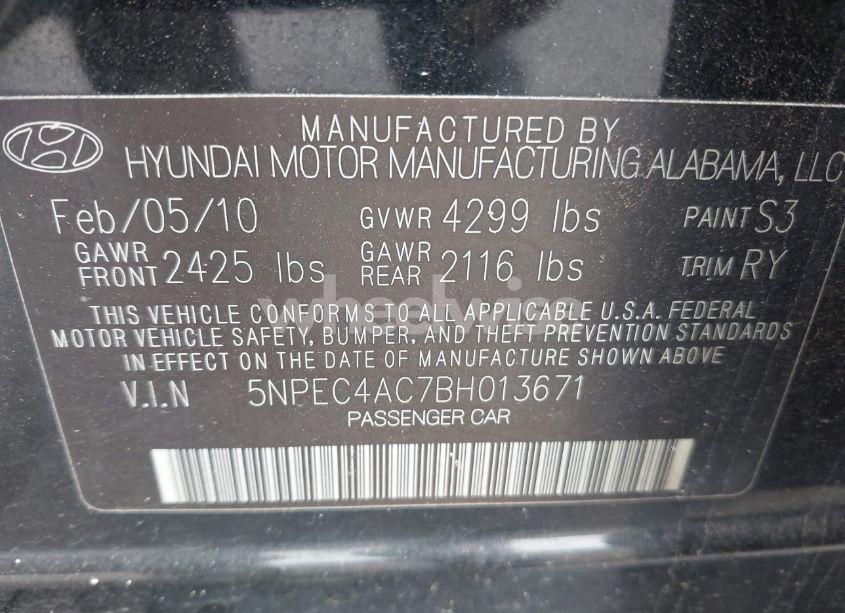 MANUFACTURED BY
HYUNDAI MOTOR MANUFACTURING ALABAMA, LLC
Feb/05/10 GVWR 4299 lbs PAINT S3
GAWR FRONT 2425 lbs GAWR REAR 2116 lbs TRIM RY
THIS VEHICLE CONFORMS TO ALL APPLICABLE U.S.A. FEDERAL
MOTOR VEHICLE SAFETY, BUMPER, AND THEFT PREVENTION STANDARDS
IN EFFECT ON THE DATE OF MANUFACTURE SHOWN ABOVE
V.I.N 5NPEC4AC7BH013671
PASSENGER CAR